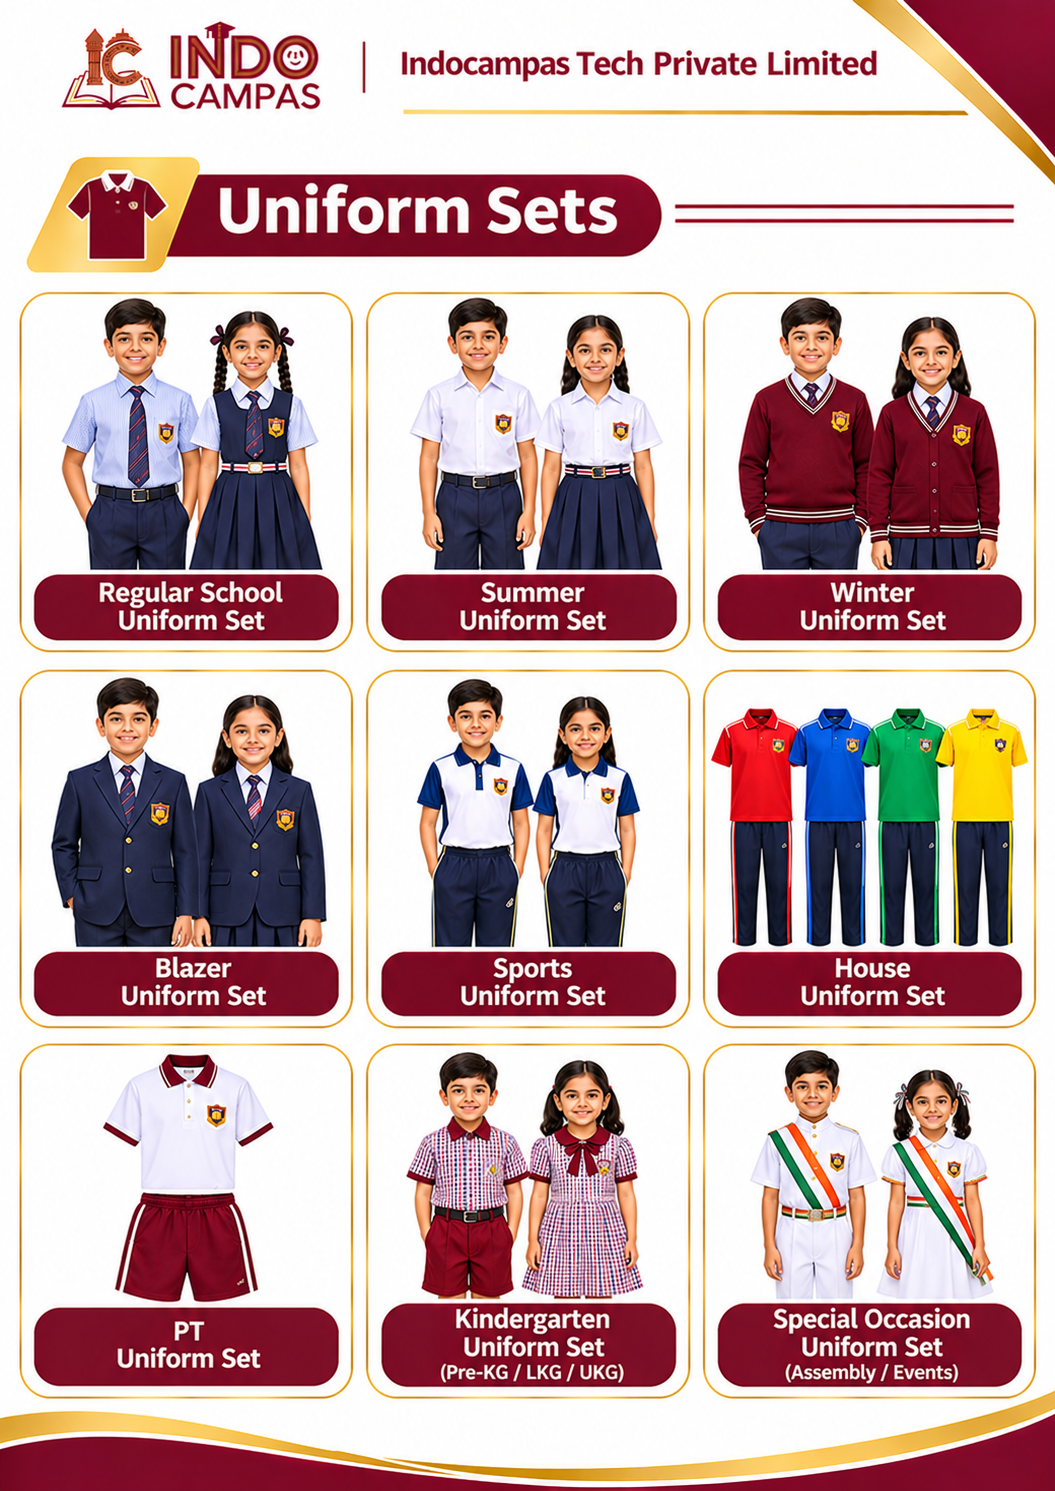 IC
INDO
CAMPAS
Indocampas Tech Private Limited
Uniform Sets
Regular School
Uniform Set
Summer
Uniform Set
Winter
Uniform Set
Blazer
Uniform Set
Sports
Uniform Set
House
Uniform Set
PT
Uniform Set
Kindergarten
Uniform Set
(Pre-KG / LKG / UKG)
Special Occasion
Uniform Set
(Assembly / Events)